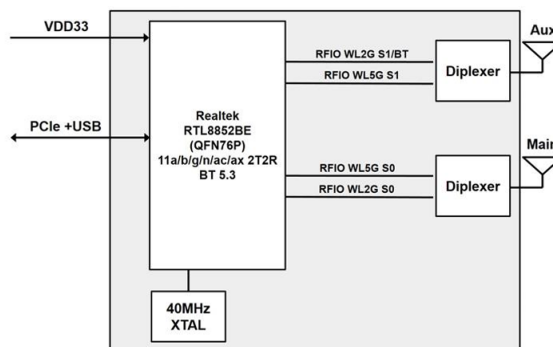 VDD33
PCIe +USB
Realtek
RTL8852BE
(QFN76P)
11a/b/g/n/ac/ax 2T2R
BT 5.3
40MHz
XTAL
RFIO WL2G S1/BT
RFIO WL5G S1
Diplexer
Aux
RFIO WL5G S0
RFIO WL2G S0
Diplexer
Main